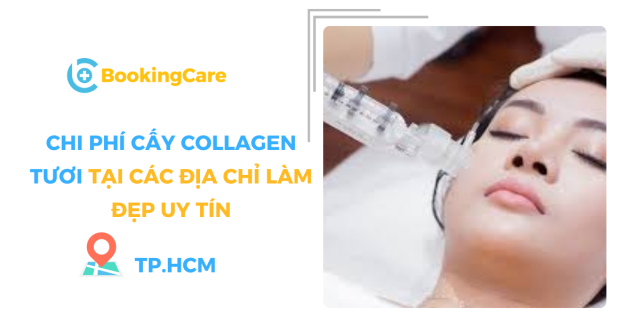 BookingCare
CHI PHÍ CẤY COLLAGEN
TƯƠI TẠI CÁC ĐỊA CHỈ LÀM
ĐẸP UY TÍN
TP.HCM